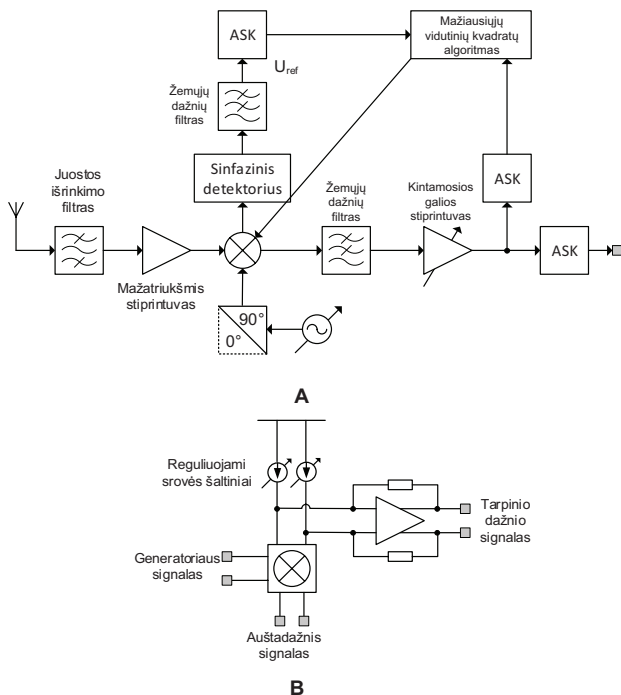 ASK
Mažiausiųjų
vidutinių kvadratų
algoritmas
Uref
Žemųjų
dažnių
filtras
Juostos
išrinkimo
filtras
Sinfazinis
detektorius
ASK
Žemųjų
dažnių
filtras
Kintamosios
galios
stiprintuvas
ASK
Mažatriukšmis
stiprintuvas
90°
0°
A
Reguliuojami
srovės šaltiniai
Tarpinio
dažnio
signalas
Generatoriaus
signalas
Auštadažnis
signalas
B